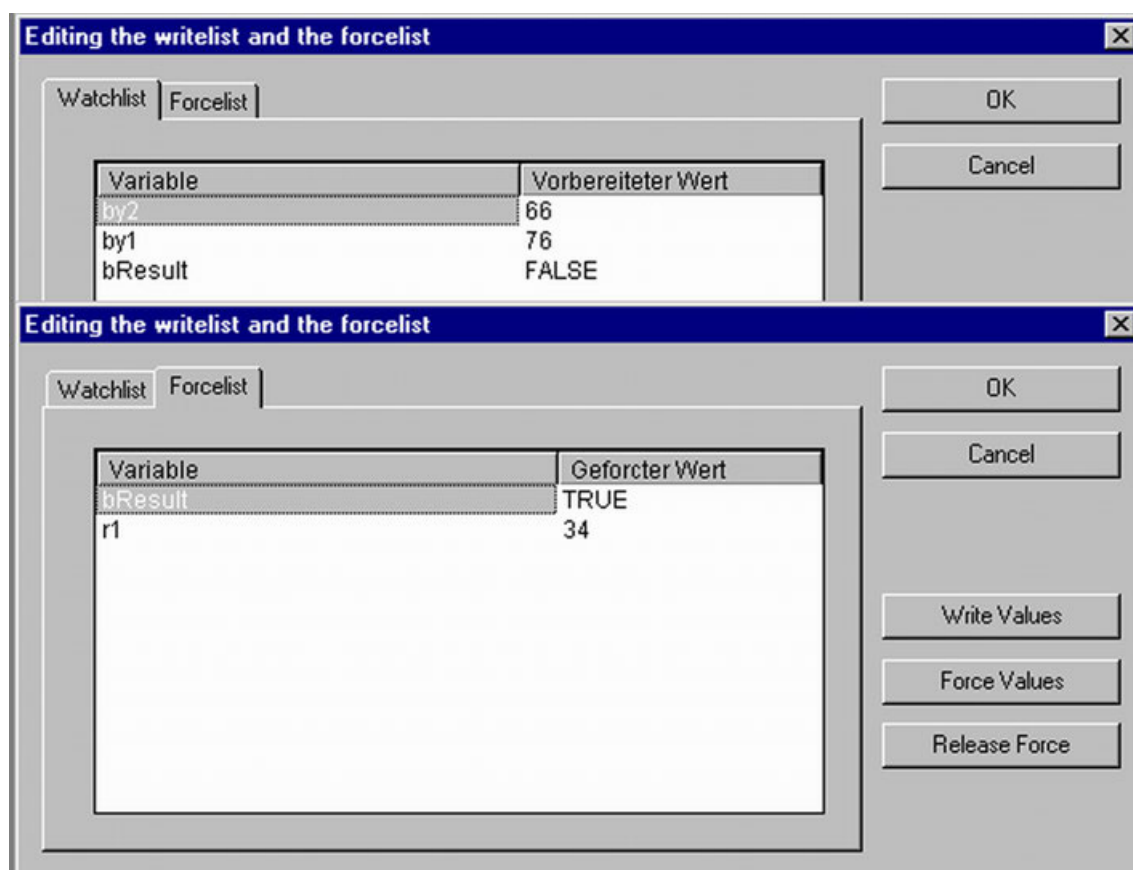 Editing the writelist and the forcelist
Watchlist Forcelist
OK
Cancel
Variable Vorbereiteter Wert
by2 66
by1 76
bResult FALSE
Editing the writelist and the forcelist
Watchlist Forcelist
OK
Cancel
Variable Geforcter Wert
bResult TRUE
r1 34
Write Values
Force Values
Release Force